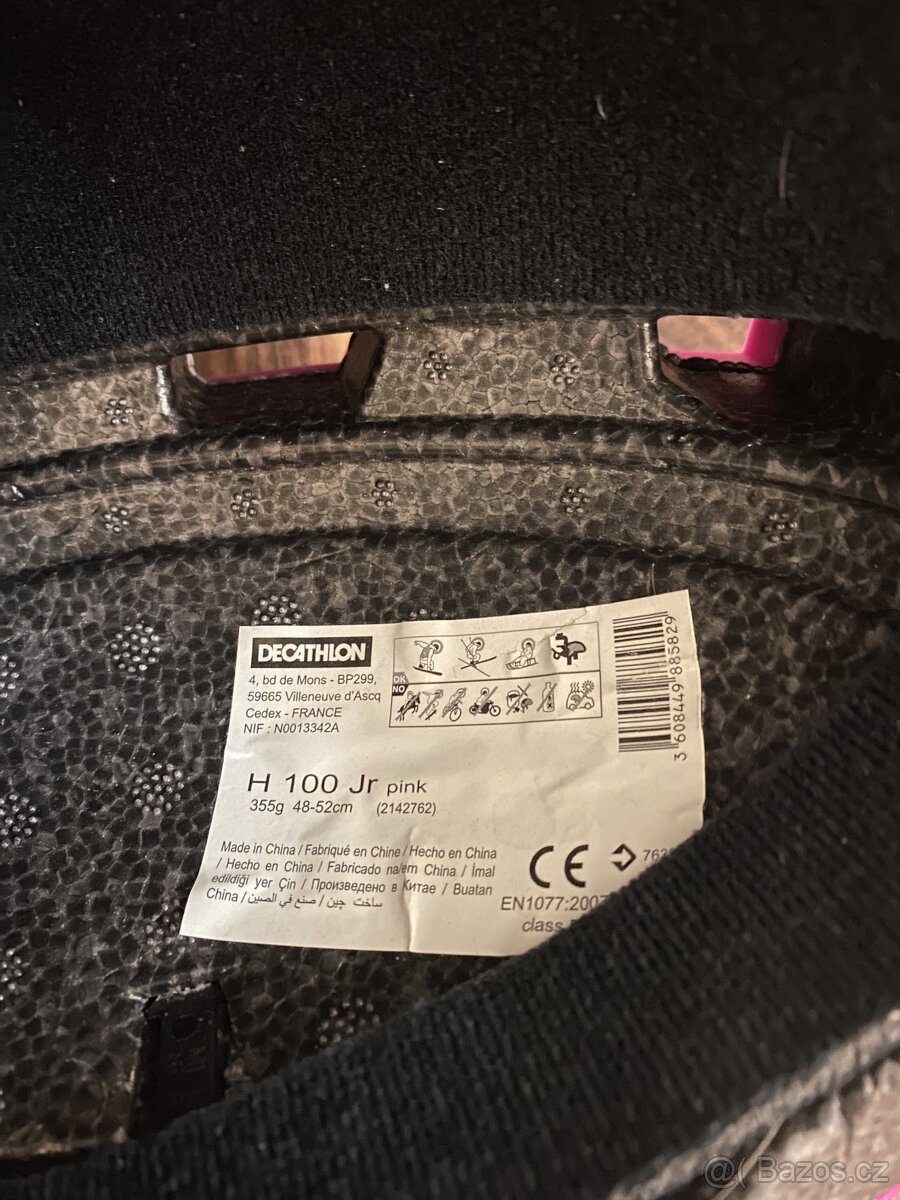 DECATHLON
4, bd de Mons - BP299,
59665 Villeneuve d'Ascq
Cedex - FRANCE
NIF : N0013342A
OK
NO
3 608449 885829
H 100 Jr pink
355g 48-52cm (2142762)
Made in China / Fabriqué en Chine / Hecho en China
/ Hecho en China / Fabricado na/em China / İmal
edildiği yer Çin / Произведено в Китае / Buatan
China / ساخت چین / صنع في الصين
CE
EN1077:2007
class
@( Bazos.cz